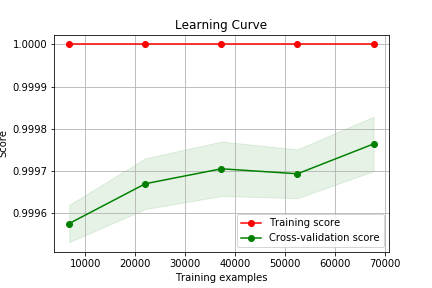 Learning Curve
1.0000
0.9999
0.9998
0.9997
0.9996
Score
Training score
Cross-validation score
10000 20000 30000 40000 50000 60000 70000
Training examples